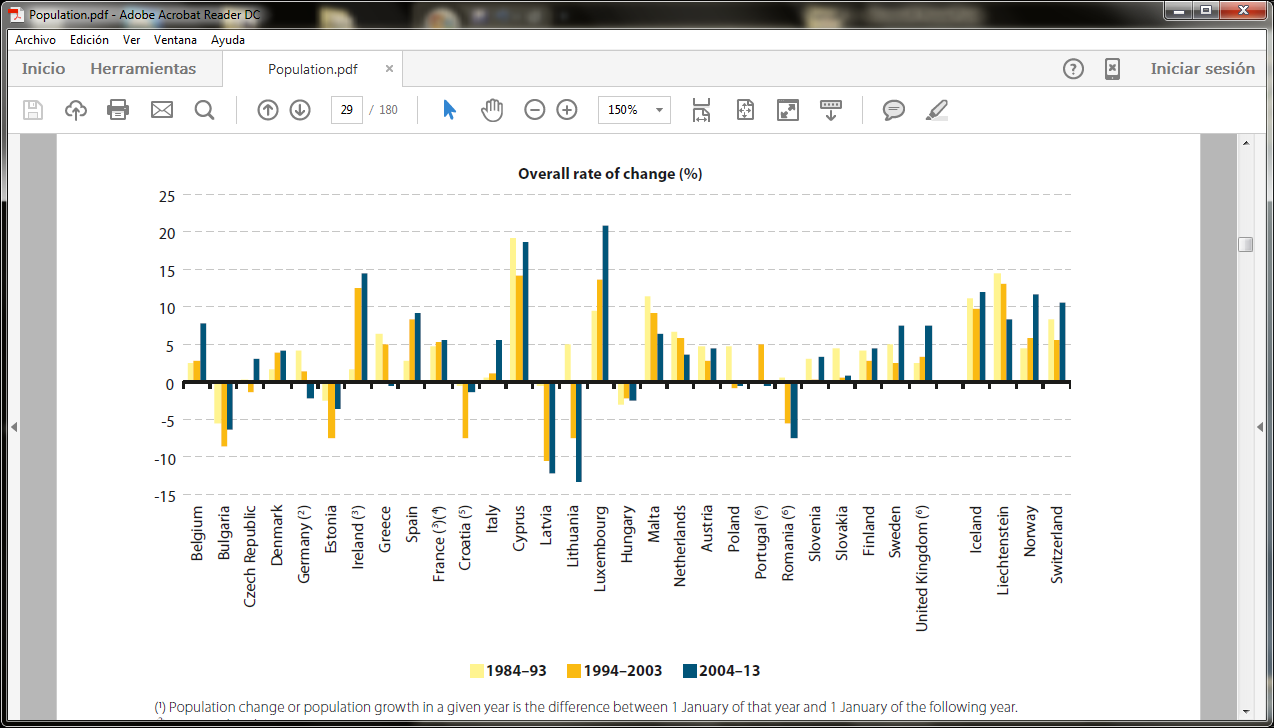 Population.pdf - Adobe Acrobat Reader DC
Archivo Edición Ver Ventana Ayuda
Inicio Herramientas Population.pdf × ? Iniciar sesión
29 / 180 150%
Overall rate of change (%)
25
20
15
10
5
0
-5
-10
-15
Belgium
Bulgaria
Czech Republic
Denmark
Germany (²)
Estonia
Ireland (³)
Greece
Spain
France (³)(⁴)
Croatia (⁵)
Italy
Cyprus
Latvia
Lithuania
Luxembourg
Hungary
Malta
Netherlands
Austria
Poland
Portugal (⁶)
Romania (⁶)
Slovenia
Slovakia
Finland
Sweden
United Kingdom (⁶)
Iceland
Liechtenstein
Norway
Switzerland
1984–93 1994–2003 2004–13
(¹) Population change or population growth in a given year is the difference between 1 January of that year and 1 January of the following year.